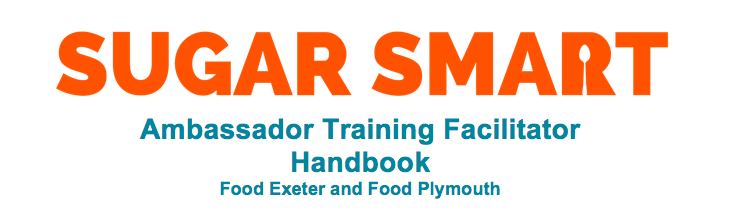 SUGAR SMART
Ambassador Training Facilitator
Handbook
Food Exeter and Food Plymouth